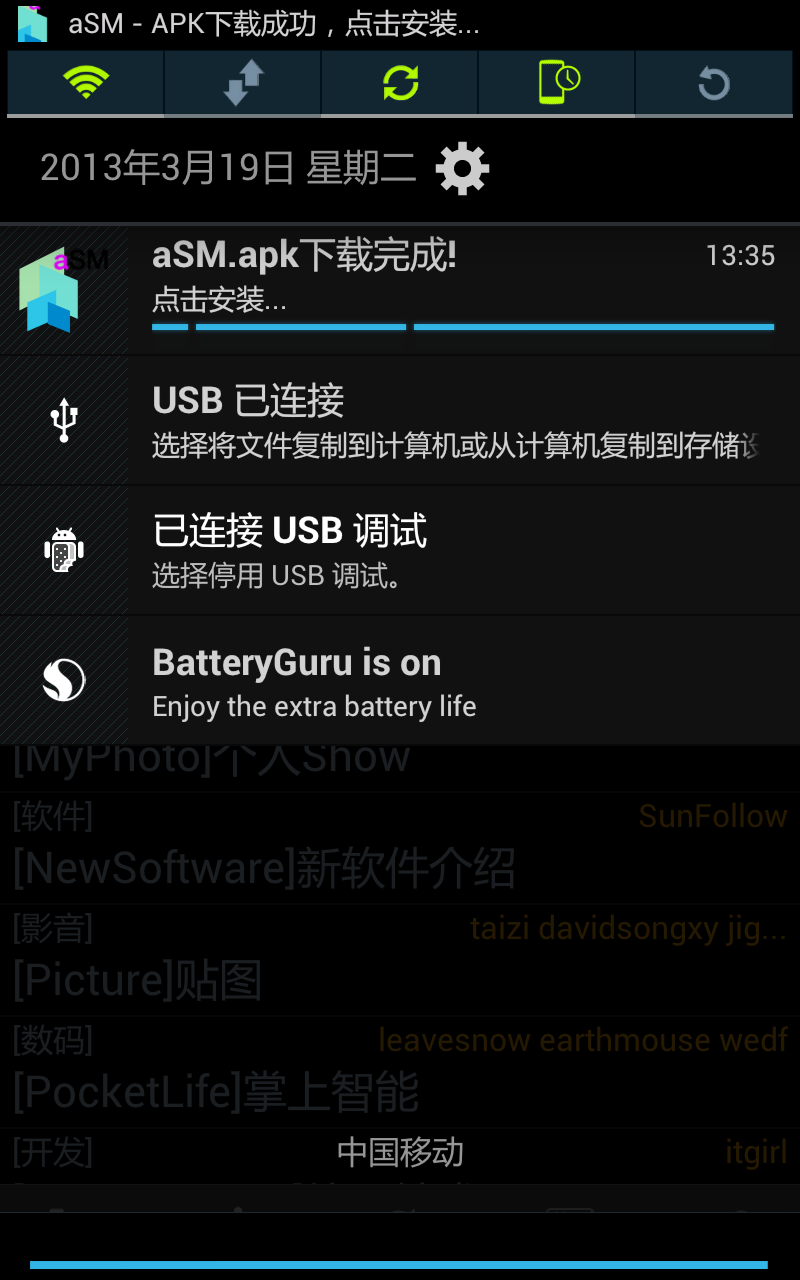 aSM - APK下载成功，点击安装...
2013年3月19日 星期二
aSM
aSM.apk下载完成!
13:35
点击安装...
USB 已连接
选择将文件复制到计算机或从计算机复制到存储设
已连接 USB 调试
选择停用 USB 调试。
BatteryGuru is on
Enjoy the extra battery life
[MyPhoto]个人Show
[软件]
SunFollow
[NewSoftware]新软件介绍
[影音]
taizi davidsongxy jig...
[Picture]贴图
[数码]
leavesnow earthmouse wedf
[PocketLife]掌上智能
[开发]
中国移动
itgirl